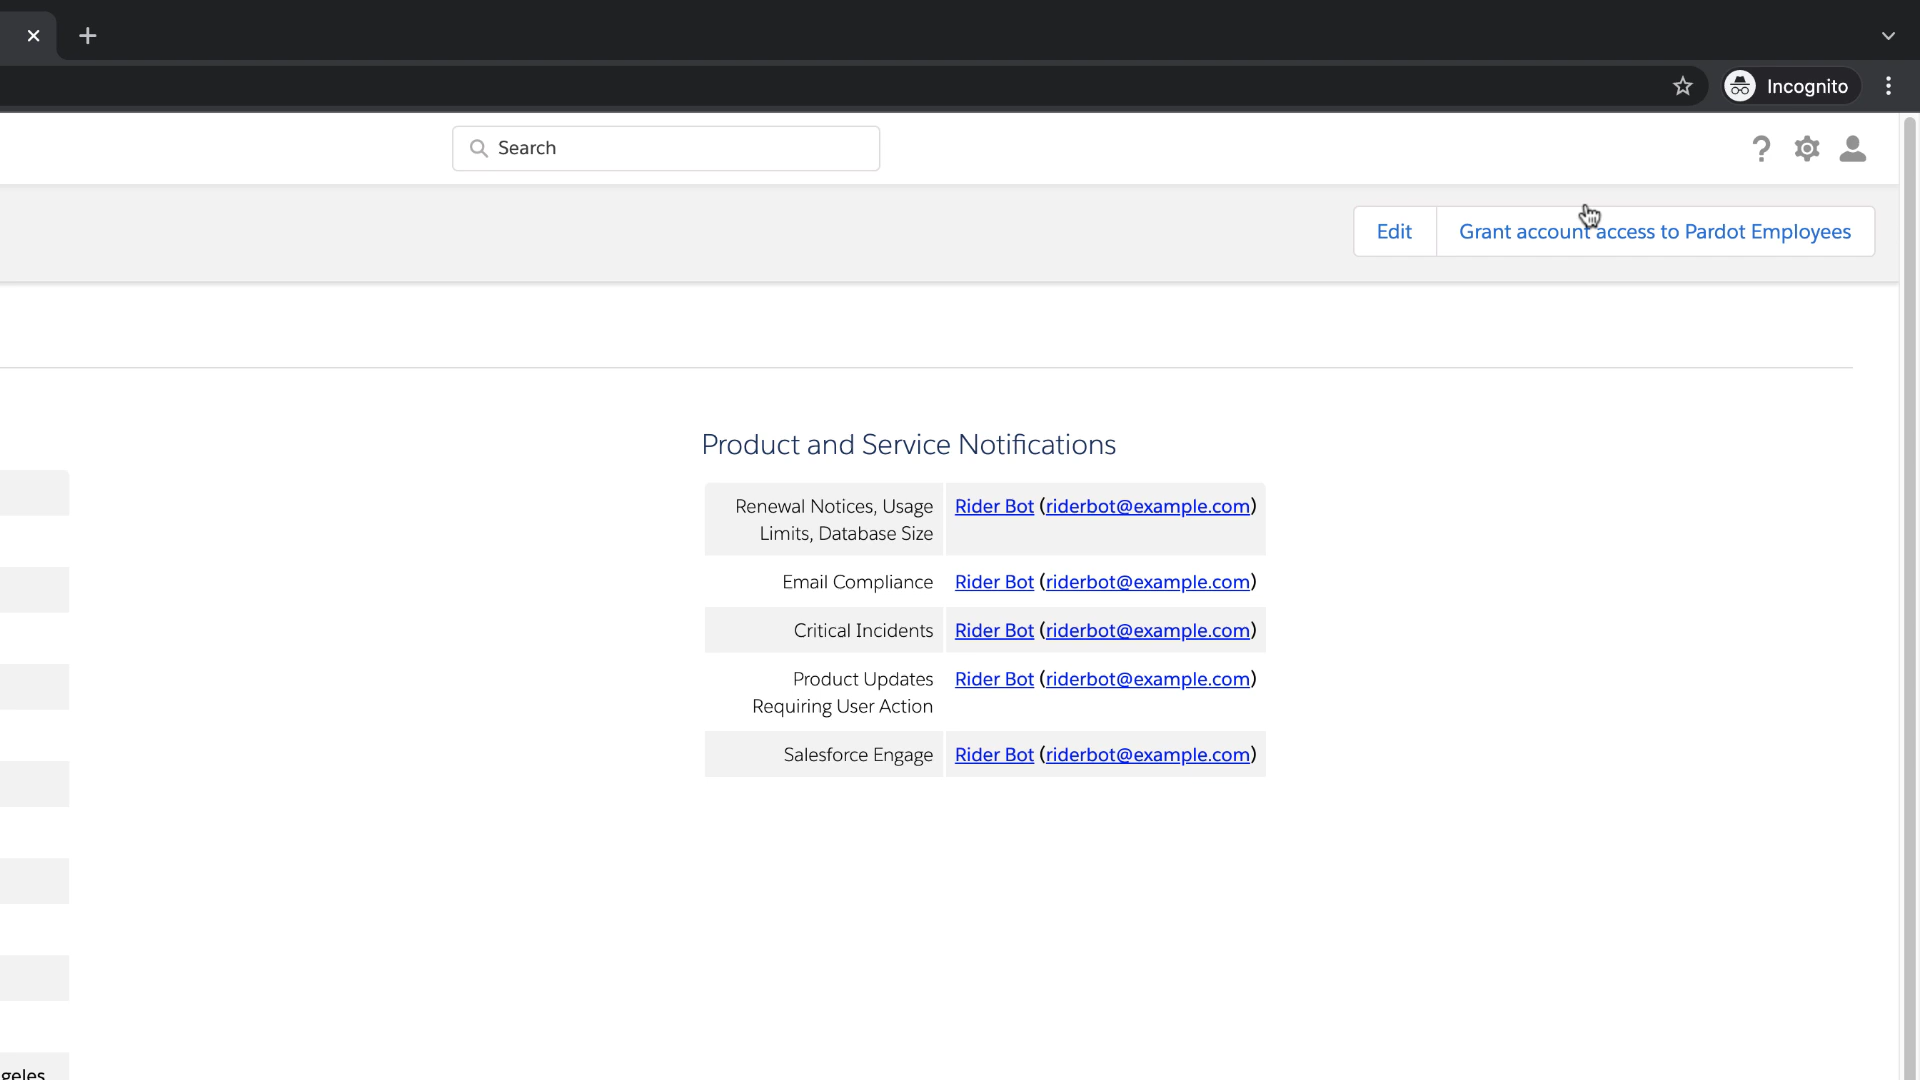 Incognito
Search
Edit
Grant account access to Pardot Employees
Product and Service Notifications
Renewal Notices, Usage Limits, Database Size
Rider Bot (riderbot@example.com)
Email Compliance
Rider Bot (riderbot@example.com)
Critical Incidents
Rider Bot (riderbot@example.com)
Product Updates Requiring User Action
Rider Bot (riderbot@example.com)
Salesforce Engage
Rider Bot (riderbot@example.com)
geles